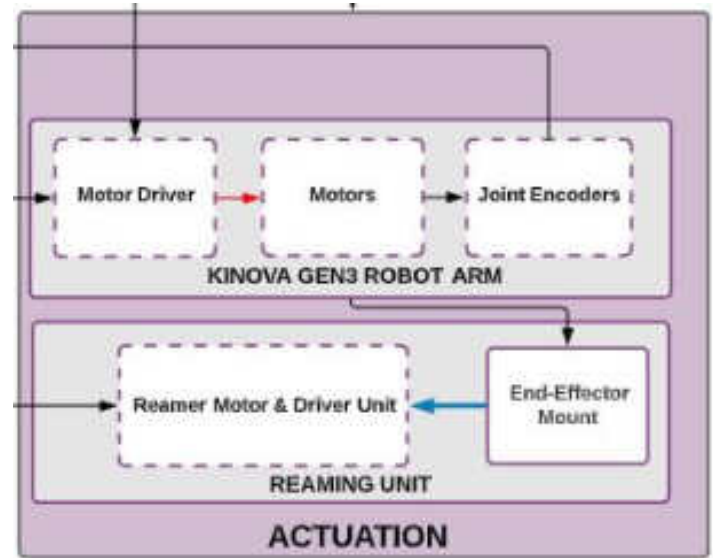 Motor Driver
Motors
Joint Encoders
KINOVA GEN3 ROBOT ARM
Reamer Motor & Driver Unit
End-Effector
Mount
REAMING UNIT
ACTUATION